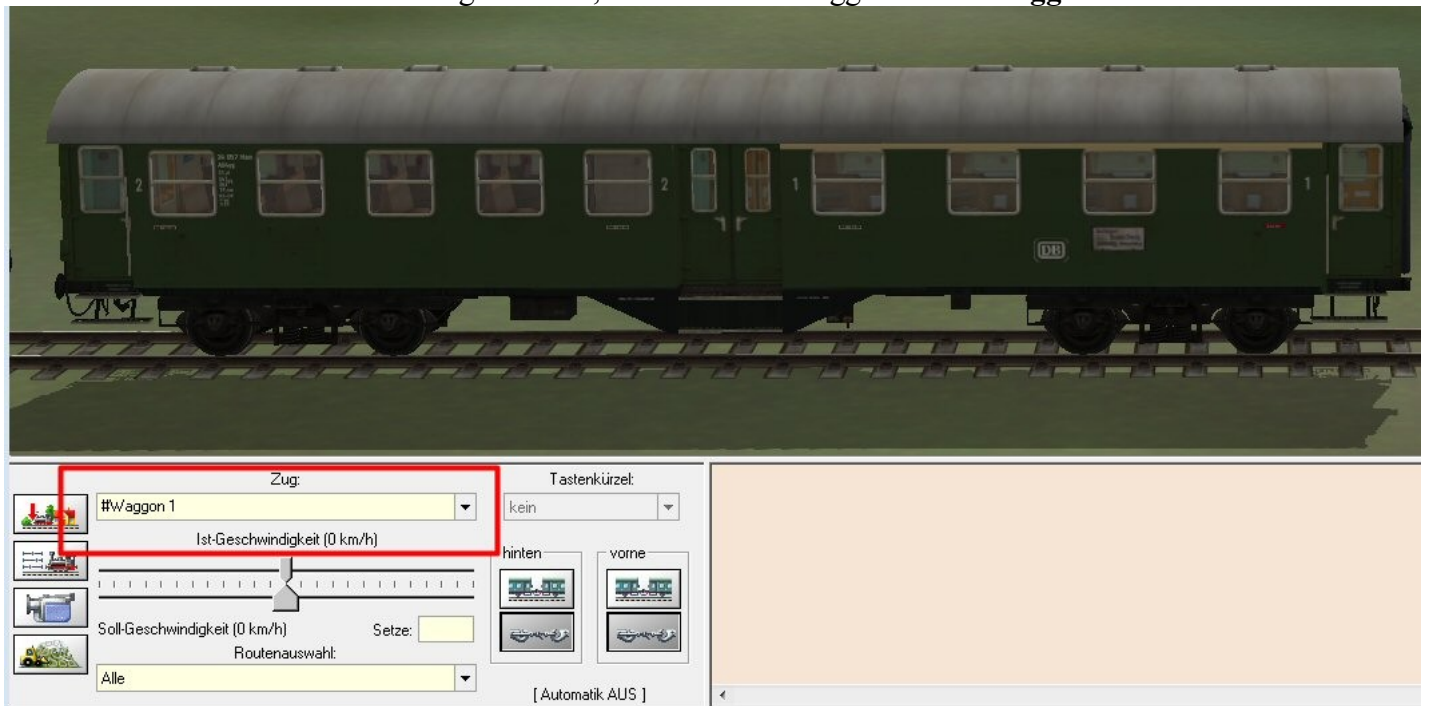 2
2
1
1
DB
Zug:
Tastenkürzel:
#Waggon 1
kein
Ist-Geschwindigkeit (0 km/h)
hinten
vorne
Soll-Geschwindigkeit (0 km/h)
Setze:
Routenauswahl:
Alle
[ Automatik AUS ]